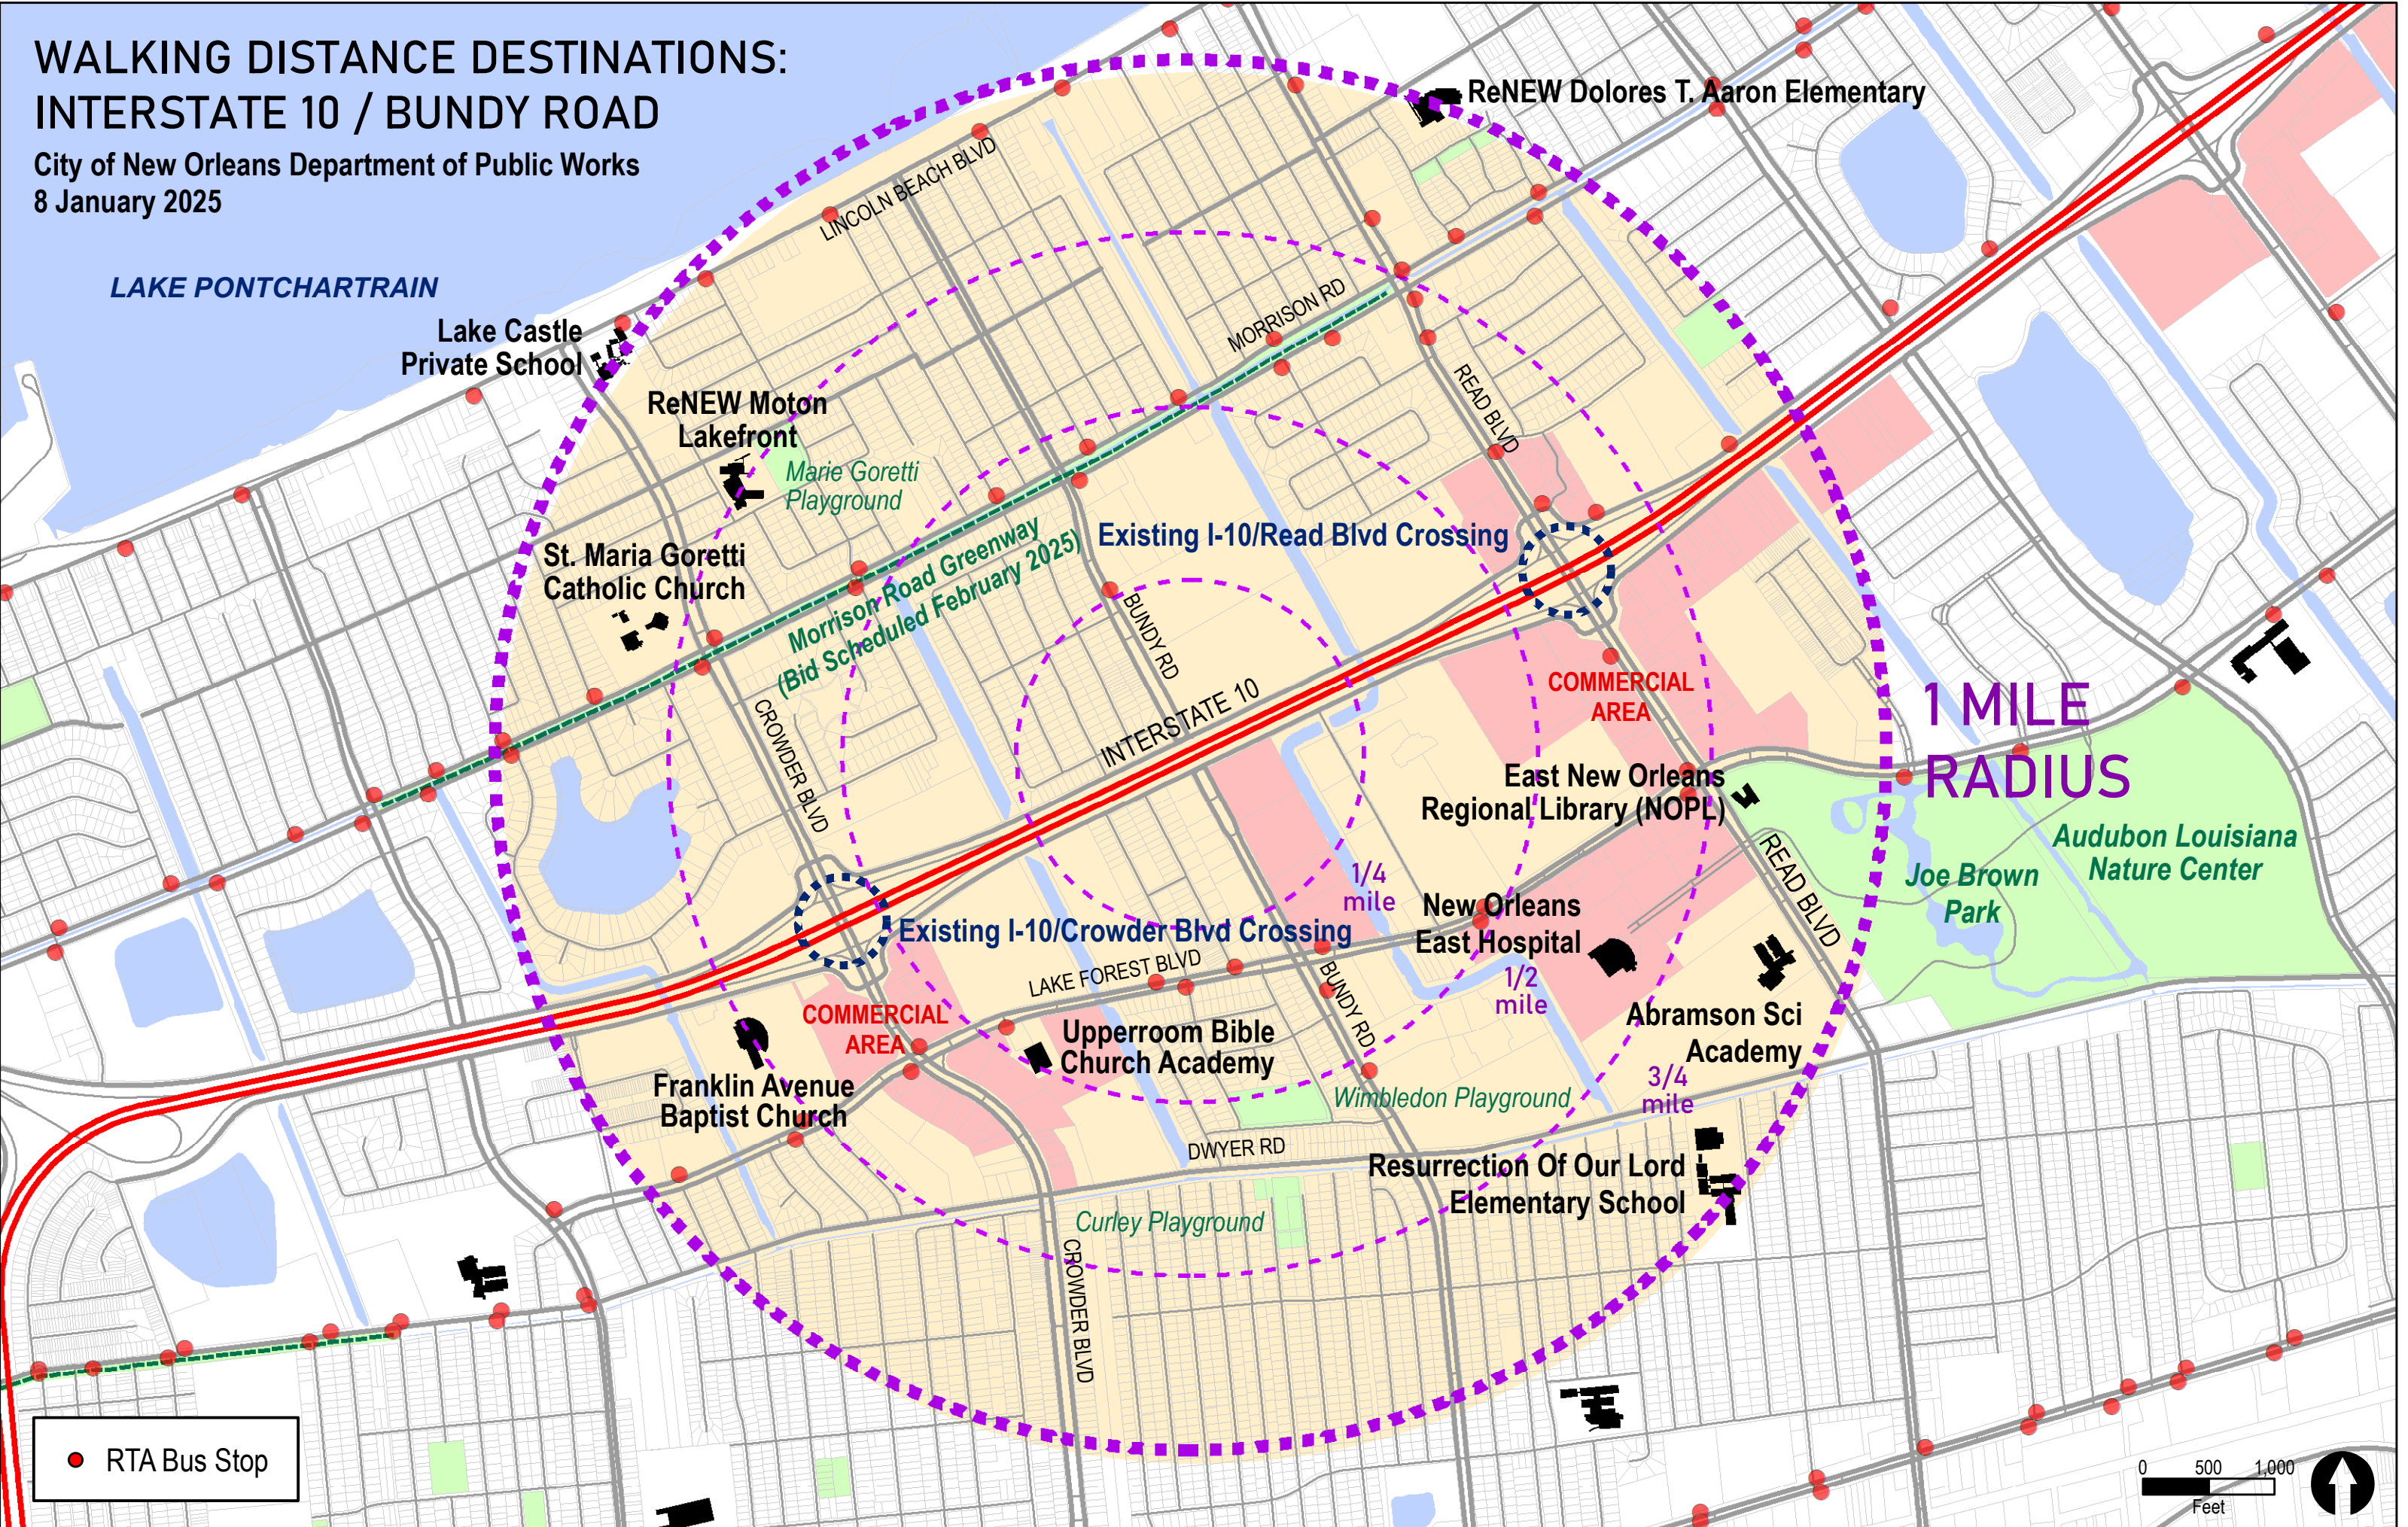 WALKING DISTANCE DESTINATIONS:
INTERSTATE 10 / BUNDY ROAD
City of New Orleans Department of Public Works
8 January 2025
LAKE PONTCHARTRAIN
ReNEW Dolores T. Aaron Elementary
LINCOLN BEACH BLVD
Lake Castle
Private School
MORRISON RD
READ BLVD
ReNEW Moton
Lakefront
Marie Goretti
Playground
Existing I-10/Read Blvd Crossing
St. Maria Goretti
Catholic Church
Morrison Road Greenway
(Bid Scheduled February 2025)
BUNDY RD
CROWDER BLVD
INTERSTATE 10
COMMERCIAL
AREA
1 MILE
RADIUS
East New Orleans
Regional Library (NOPL)
READ BLVD
Audubon Louisiana
Nature Center
Joe Brown
Park
1/4
mile
New Orleans
East Hospital
Existing I-10/Crowder Blvd Crossing
LAKE FOREST BLVD
BUNDY RD
1/2
mile
COMMERCIAL
AREA
Upperroom Bible
Church Academy
Abramson Sci
Academy
Franklin Avenue
Baptist Church
Wimbledon Playground
3/4
mile
DWYER RD
Resurrection Of Our Lord
Elementary School
Curley Playground
CROWDER BLVD
RTA Bus Stop
0 500 1,000
Feet